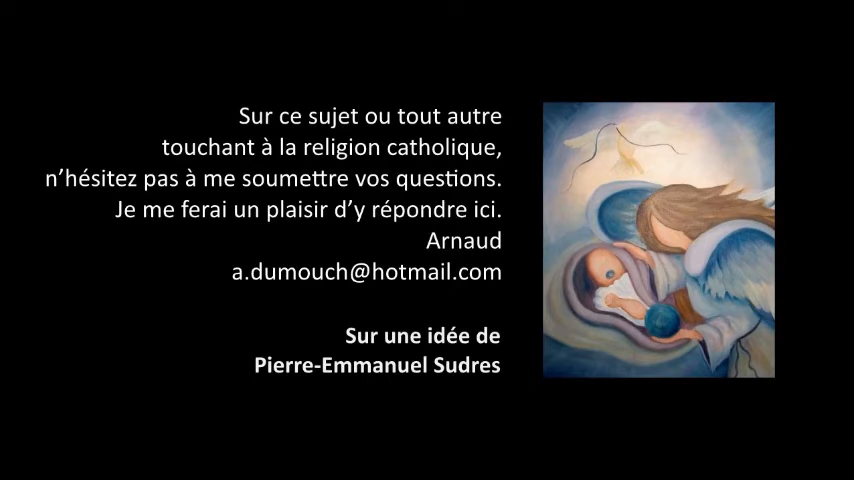 Sur ce sujet ou tout autre
touchant à la religion catholique,
n’hésitez pas à me soumettre vos questions.
Je me ferai un plaisir d’y répondre ici.
Arnaud
a.dumouch@hotmail.com
Sur une idée de
Pierre-Emmanuel Sudres